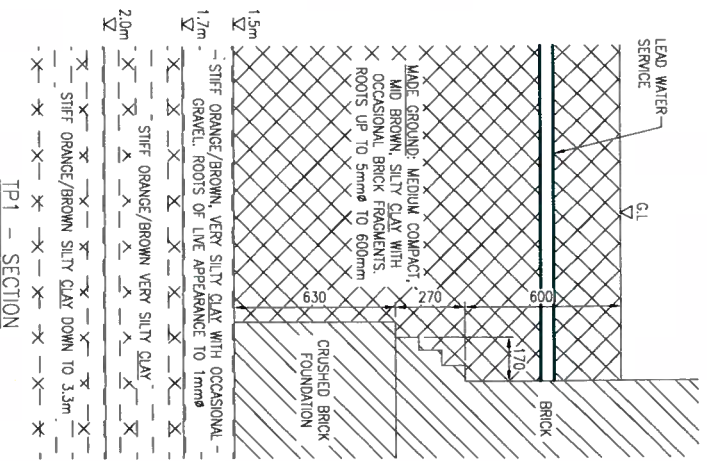 LEAD WATER
SERVICE
G.L
600
170
BRICK
270
630
MADE GROUND: MEDIUM COMPACT,
MID BROWN, SILTY CLAY WITH
OCCASIONAL BRICK FRAGMENTS.
ROOTS UP TO 5mmø TO 600mm
CRUSHED BRICK
FOUNDATION
1.5m
STIFF ORANGE/BROWN, VERY SILTY CLAY WITH OCCASIONAL
GRAVEL. ROOTS OF LIVE APPEARANCE TO 1mmø
1.7m
STIFF ORANGE/BROWN VERY SILTY CLAY
2.0m
STIFF ORANGE/BROWN SILTY CLAY DOWN TO 3.3m
TP1 - SECTION